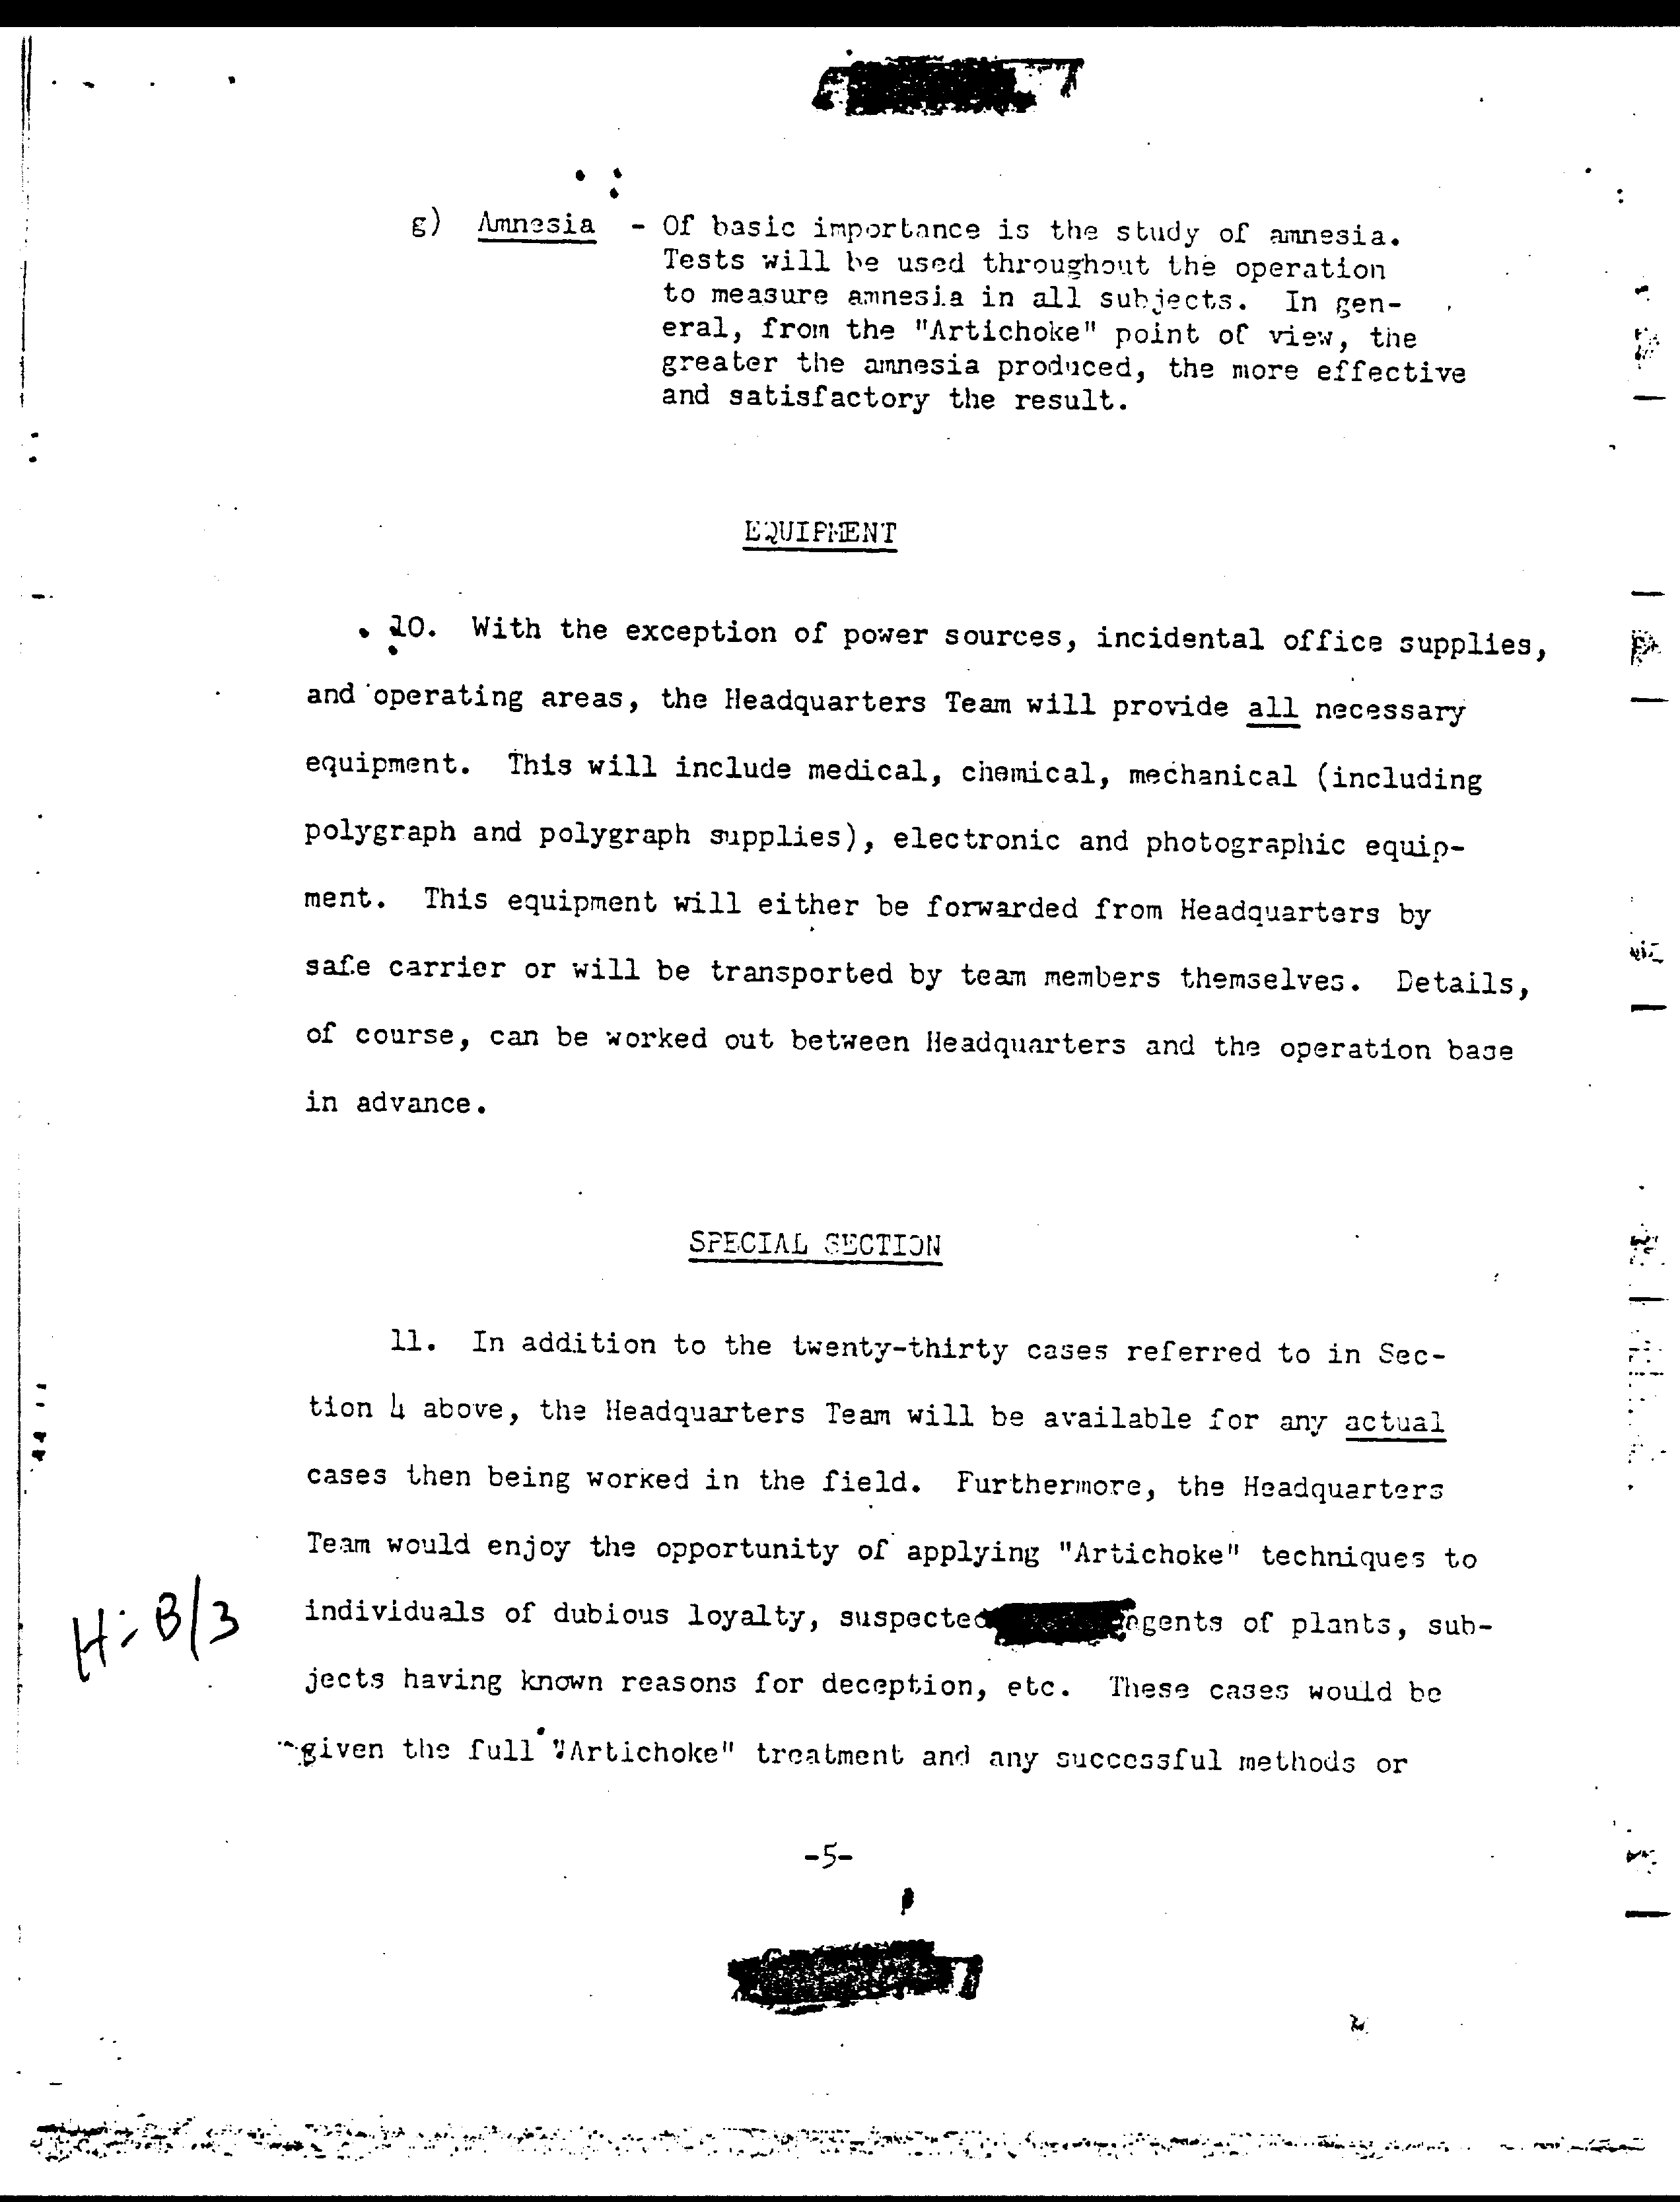 g) Amnesia - Of basic importance is the study of amnesia.
Tests will be used throughout the operation
to measure amnesia in all subjects. In gen-
eral, from the "Artichoke" point of view, the
greater the amnesia produced, the more effective
and satisfactory the result.
EQUIPMENT
10. With the exception of power sources, incidental office supplies,
and operating areas, the Headquarters Team will provide all necessary
equipment. This will include medical, chemical, mechanical (including
polygraph and polygraph supplies), electronic and photographic equip-
ment. This equipment will either be forwarded from Headquarters by
safe carrier or will be transported by team members themselves. Details,
of course, can be worked out between Headquarters and the operation base
in advance.
SPECIAL SECTION
11. In addition to the twenty-thirty cases referred to in Sec-
tion 4 above, the Headquarters Team will be available for any actual
cases then being worked in the field. Furthermore, the Headquarters
Team would enjoy the opportunity of applying "Artichoke" techniques to
individuals of dubious loyalty, suspected agents of plants, sub-
jects having known reasons for deception, etc. These cases would be
given the full "Artichoke" treatment and any successful methods or
H-B/3
-5-